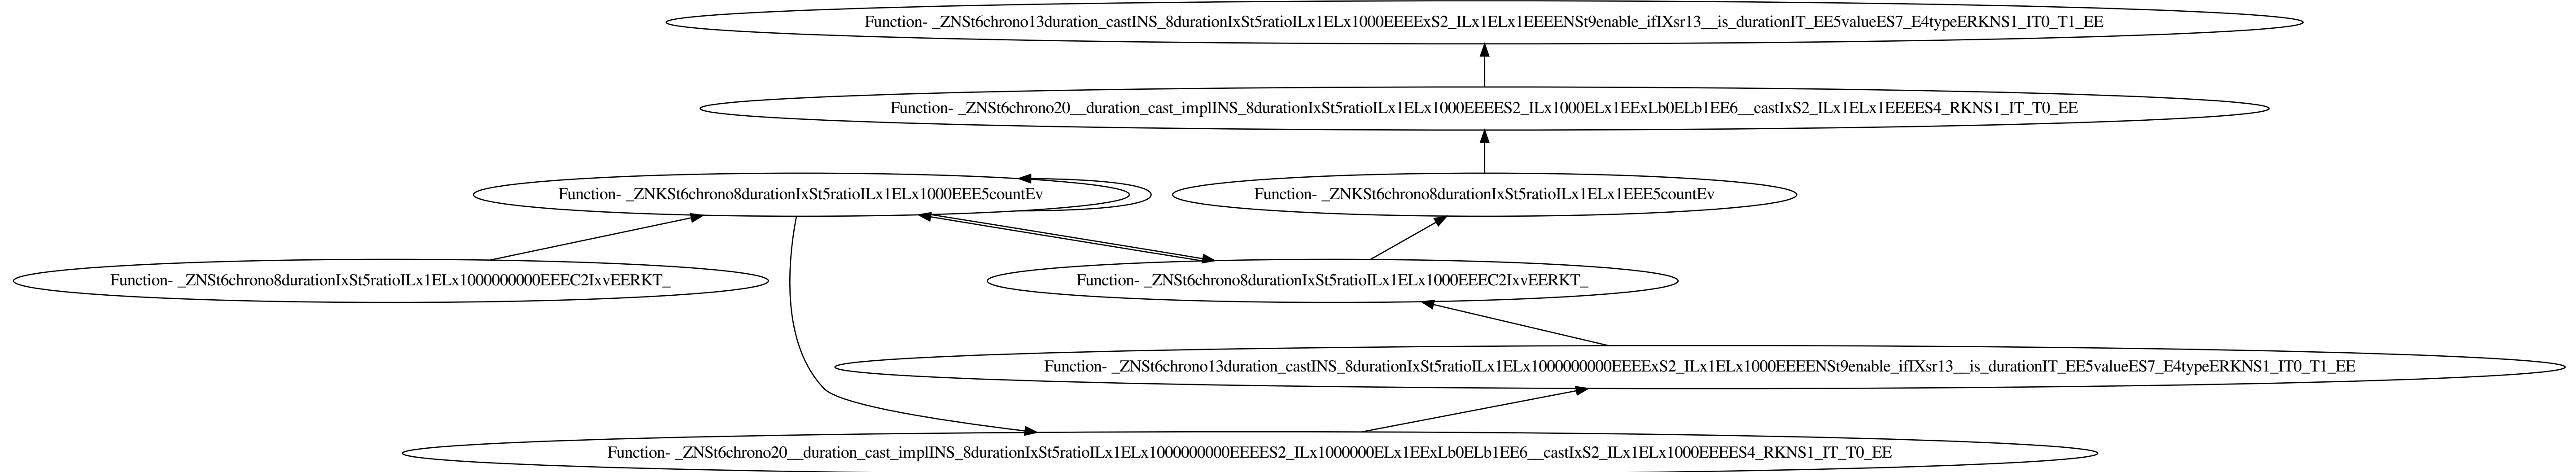 Function- _ZNSt6chrono13duration_castINS_8durationIxSt5ratioILx1ELx1000EEEExS2_ILx1ELx1EEEENSt9enable_ifIXsr13__is_durationIT_EE5valueES7_E4typeERKNS1_IT0_T1_EE
Function- _ZNSt6chrono20__duration_cast_implINS_8durationIxSt5ratioILx1ELx1000EEEES2_ILx1000ELx1EExLb0ELb1EE6__castIxS2_ILx1ELx1EEEES4_RKNS1_IT_T0_EE
Function- _ZNKSt6chrono8durationIxSt5ratioILx1ELx1000EEE5countEv
Function- _ZNKSt6chrono8durationIxSt5ratioILx1ELx1EEE5countEv
Function- _ZNSt6chrono8durationIxSt5ratioILx1ELx1000000000EEEC2IxvEERKT_
Function- _ZNSt6chrono8durationIxSt5ratioILx1ELx1000EEEC2IxvEERKT_
Function- _ZNSt6chrono13duration_castINS_8durationIxSt5ratioILx1ELx1000000000EEEExS2_ILx1ELx1000EEEENSt9enable_ifIXsr13__is_durationIT_EE5valueES7_E4typeERKNS1_IT0_T1_EE
Function- _ZNSt6chrono20__duration_cast_implINS_8durationIxSt5ratioILx1ELx1000000000EEEES2_ILx1000000ELx1EExLb0ELb1EE6__castIxS2_ILx1ELx1000EEEES4_RKNS1_IT_T0_EE